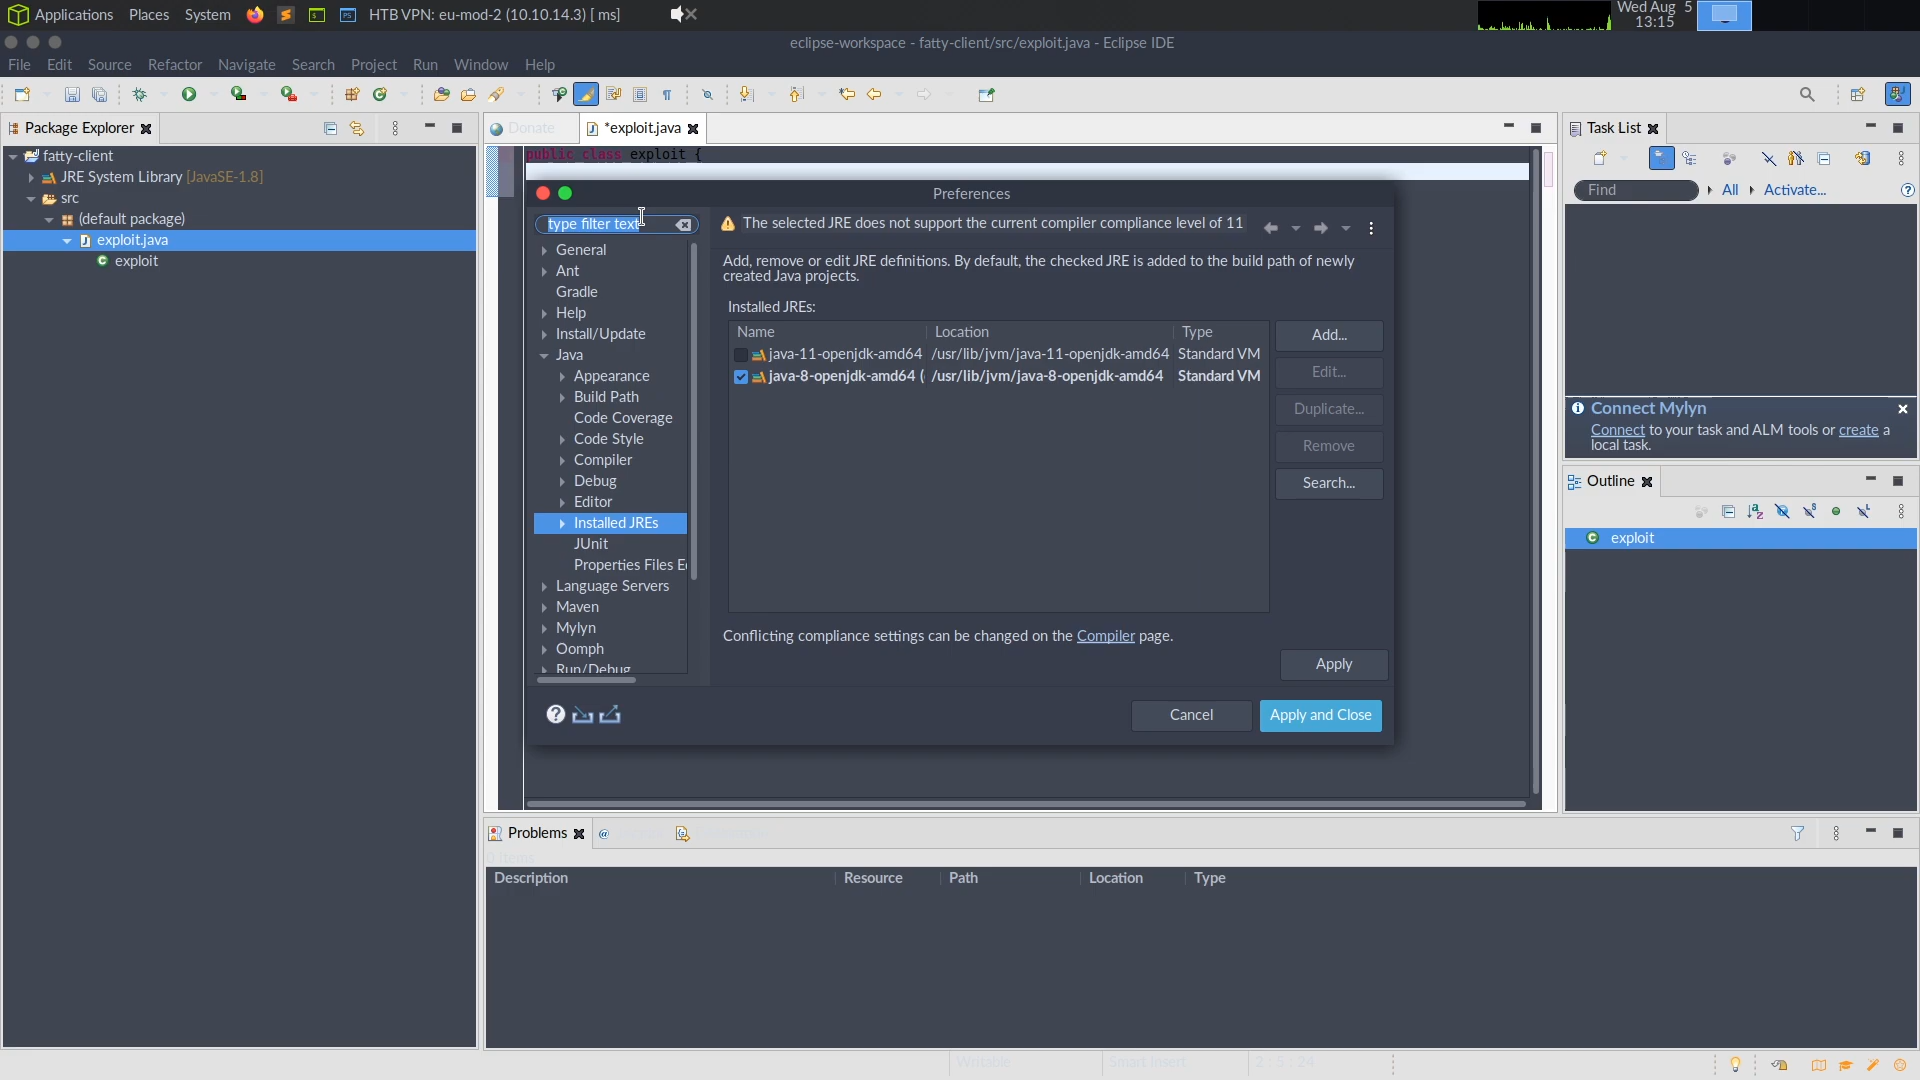 Applications Places System HTB VPN: eu-mod-2 (10.10.14.3) [ ms] Wed Aug 5
13:15
eclipse-workspace - fatty-client/src/exploit.java - Eclipse IDE
File Edit Source Refactor Navigate Search Project Run Window Help
Package Explorer
fatty-client
JRE System Library [JavaSE-1.8]
src
(default package)
exploit.java
exploit
Donate
*exploit.java
public class exploit {
Preferences
type filter text
General
Ant
Gradle
Help
Install/Update
Java
Appearance
Build Path
Code Coverage
Code Style
Compiler
Debug
Editor
Installed JREs
JUnit
Properties Files E
Language Servers
Maven
Mylyn
Oomph
Run/Debug
The selected JRE does not support the current compiler compliance level of 11
Add, remove or edit JRE definitions. By default, the checked JRE is added to the build path of newly
created Java projects.
Installed JREs:
Name Location Type
java-11-openjdk-amd64 /usr/lib/jvm/java-11-openjdk-amd64 Standard VM
java-8-openjdk-amd64 ( /usr/lib/jvm/java-8-openjdk-amd64 Standard VM
Add...
Edit...
Duplicate...
Remove
Search...
Conflicting compliance settings can be changed on the Compiler page.
Apply
Cancel
Apply and Close
Task List
Find All Activate...
Connect Mylyn
Connect to your task and ALM tools or create a
local task.
Outline
exploit
Problems
0 items
Description Resource Path Location Type
Writable Smart Insert 2 : 5 : 24